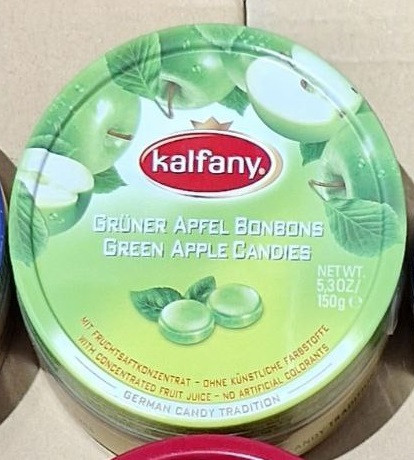 kalfany®
GRÜNER APFEL BONBONS
GREEN APPLE CANDIES
NET WT.
5,3 OZ/
150g ℮
MIT FRUCHTSAFTKONZENTRAT - OHNE KÜNSTLICHE FARBSTOFFE
WITH CONCENTRATED FRUIT JUICE - NO ARTIFICIAL COLORANTS
GERMAN CANDY TRADITION